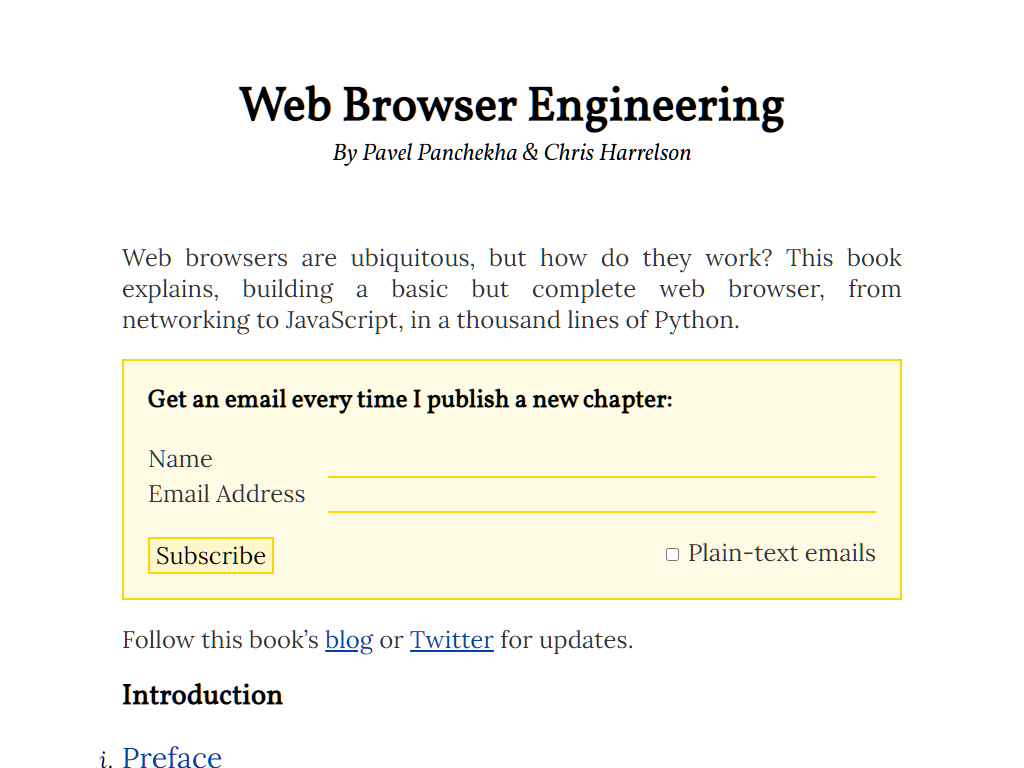 Web Browser Engineering
By Pavel Panchekha & Chris Harrelson
Web browsers are ubiquitous, but how do they work? This book
explains, building a basic but complete web browser, from
networking to JavaScript, in a thousand lines of Python.
Get an email every time I publish a new chapter:
Name
Email Address
Subscribe
Plain-text emails
Follow this book’s blog or Twitter for updates.
Introduction
i. Preface